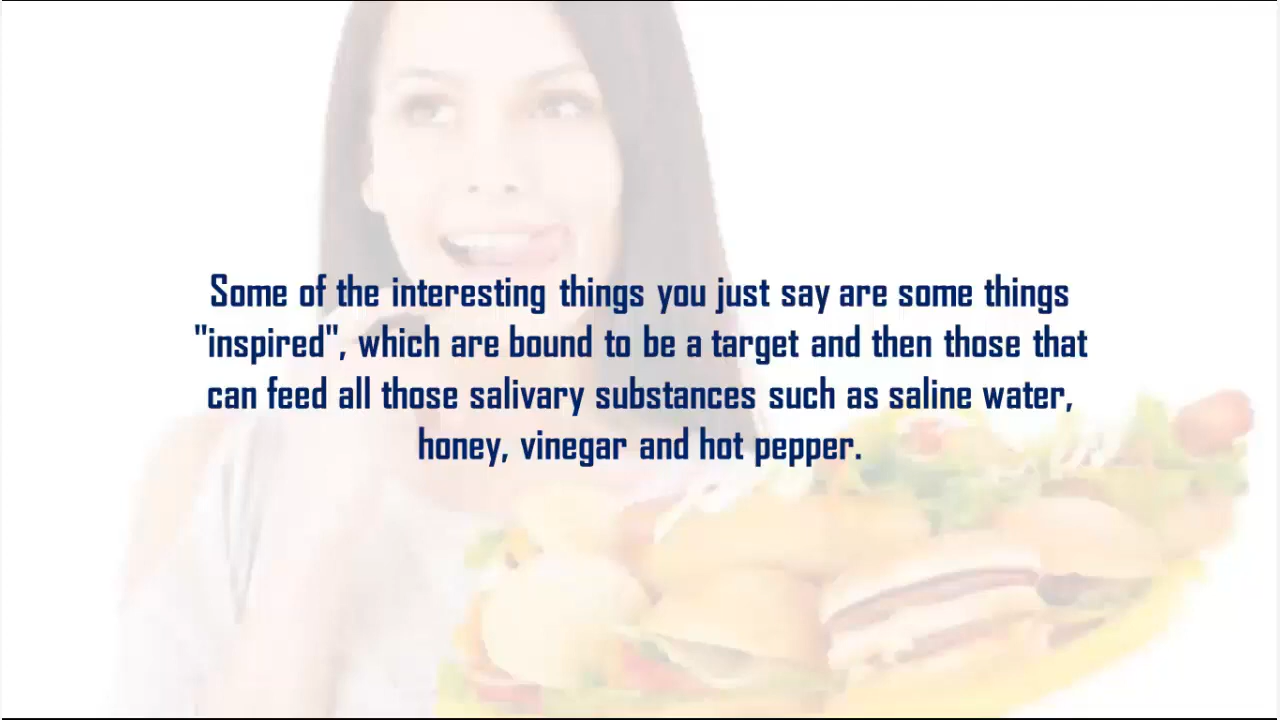 Some of the interesting things you just say are some things
"inspired", which are bound to be a target and then those that
can feed all those salivary substances such as saline water,
honey, vinegar and hot pepper.